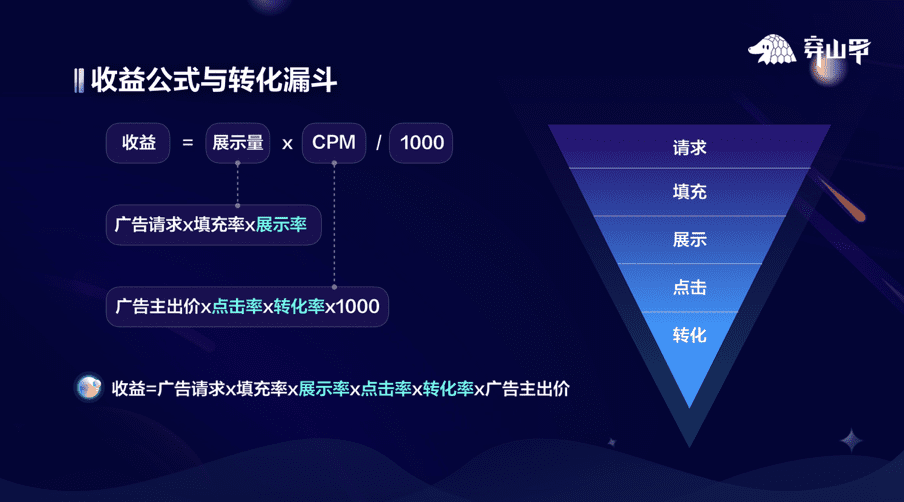 穿山甲
收益公式与转化漏斗
收益 = 展示量 x CPM / 1000
广告请求x填充率x展示率
广告主出价x点击率x转化率x1000
收益=广告请求x填充率x展示率x点击率x转化率x广告主出价
请求
填充
展示
点击
转化